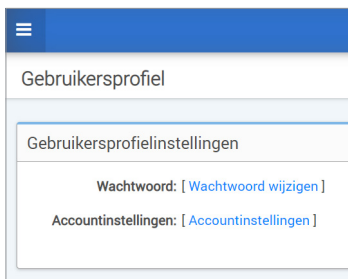 Gebruikersprofiel
Gebruikersprofielinstellingen
Wachtwoord: [ Wachtwoord wijzigen ]
Accountinstellingen: [ Accountinstellingen ]